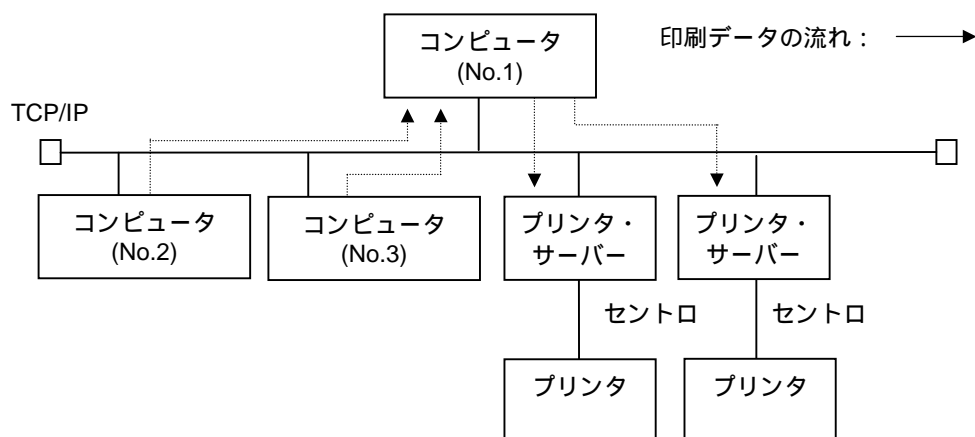 コンピュータ
(No.1)
印刷データの流れ：
TCP/IP
コンピュータ
(No.2)
コンピュータ
(No.3)
プリンタ・
サーバー
プリンタ・
サーバー
セントロ
セントロ
プリンタ
プリンタ